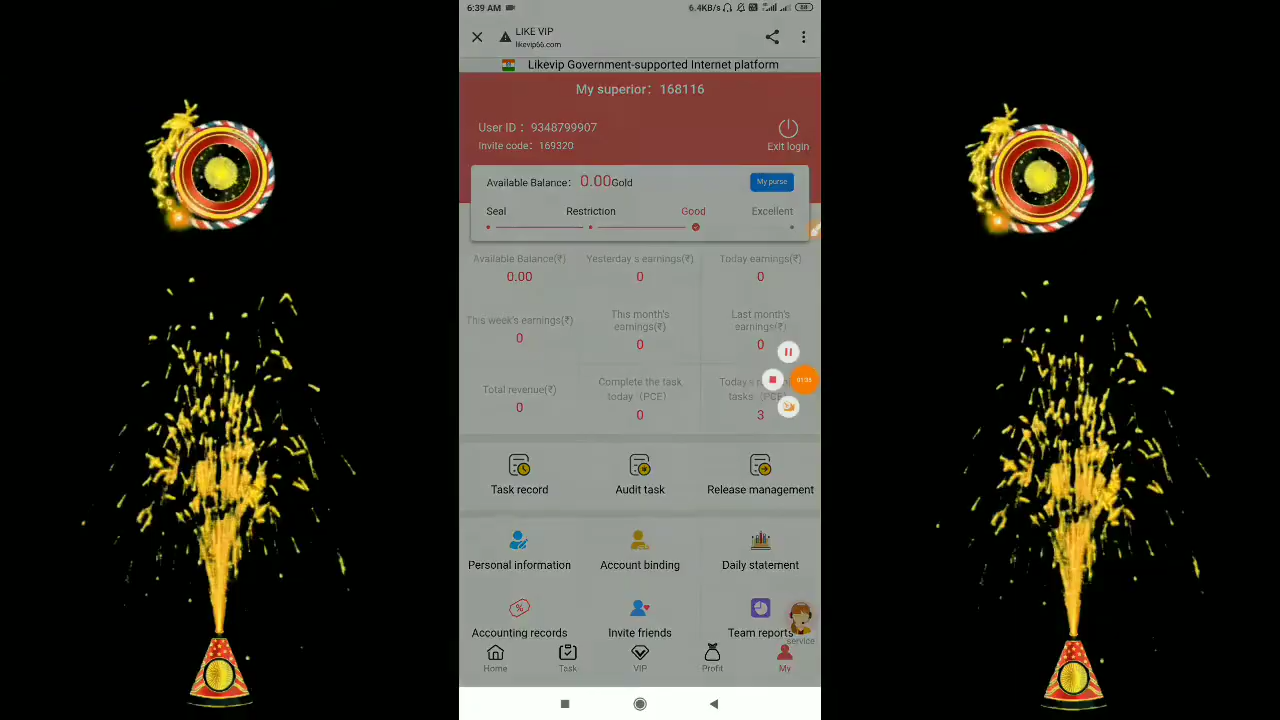 6:39 AM
6.4KB/s
LIKE VIP
likevip66.com
Likevip Government-supported Internet platform
My superior: 168116
User ID : 9348799907
Invite code: 169320
Exit login
Available Balance: 0.00Gold
My purse
Seal Restriction Good Excellent
Available Balance(₹) Yesterday s earnings(₹) Today earnings(₹)
0.00 0 0
This week's earnings(₹) This month's earnings(₹) Last month's earnings(₹)
0 0 0
Total revenue(₹) Complete the task today (PCE) Today's tasks (PCE)
0 0 3
01:33
Task record Audit task Release management
Personal information Account binding Daily statement
Accounting records Invite friends Team reports
service
Home Task VIP Profit My